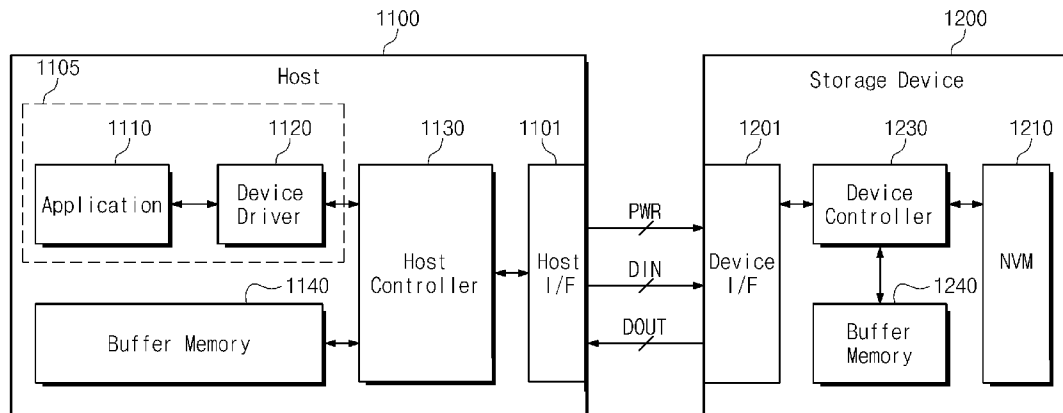 1100
1200
1105
Host
Storage Device
1110
1120
1130
1101
1201
1230
1210
Application
Device
Driver
Host
Controller
Host
I/F
PWR
DIN
DOUT
Device
I/F
Device
Controller
NVM
1140
Buffer Memory
1240
Buffer
Memory